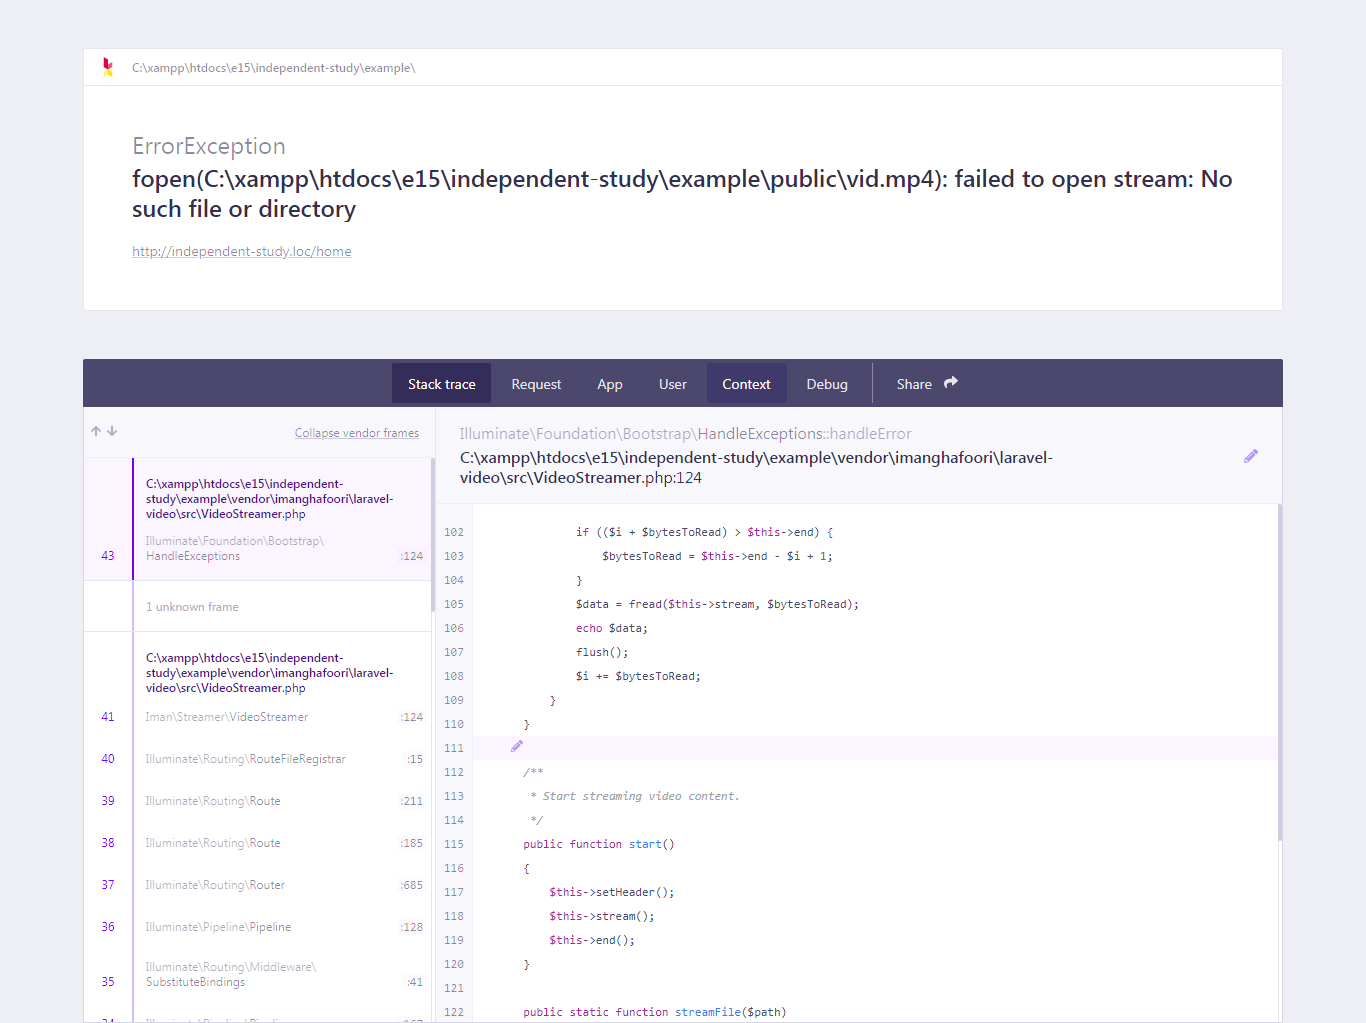 C:\xampp\htdocs\e15\independent-study\example\
ErrorException
fopen(C:\xampp\htdocs\e15\independent-study\example\public\vid.mp4): failed to open stream: No
such file or directory
http://independent-study.loc/home
Stack trace Request App User Context Debug Share
Collapse vendor frames
C:\xampp\htdocs\e15\independent-
study\example\vendor\imanghafoori\laravel-
video\src\VideoStreamer.php
Illuminate\Foundation\Bootstrap\
43 HandleExceptions :124
1 unknown frame
C:\xampp\htdocs\e15\independent-
study\example\vendor\imanghafoori\laravel-
video\src\VideoStreamer.php
41 Iman\Streamer\VideoStreamer :124
40 Illuminate\Routing\RouteFileRegistrar :15
39 Illuminate\Routing\Route :211
38 Illuminate\Routing\Route :185
37 Illuminate\Routing\Router :685
36 Illuminate\Pipeline\Pipeline :128
Illuminate\Routing\Middleware\
35 SubstituteBindings :41
Illuminate\Foundation\Bootstrap\HandleExceptions::handleError
C:\xampp\htdocs\e15\independent-study\example\vendor\imanghafoori\laravel-
video\src\VideoStreamer.php:124
102 if (($i + $bytesToRead) > $this->end) {
103 $bytesToRead = $this->end - $i + 1;
104 }
105 $data = fread($this->stream, $bytesToRead);
106 echo $data;
107 flush();
108 $i += $bytesToRead;
109 }
110 }
111
112 /**
113 * Start streaming video content.
114 */
115 public function start()
116 {
117 $this->setHeader();
118 $this->stream();
119 $this->end();
120 }
121
122 public static function streamFile($path)